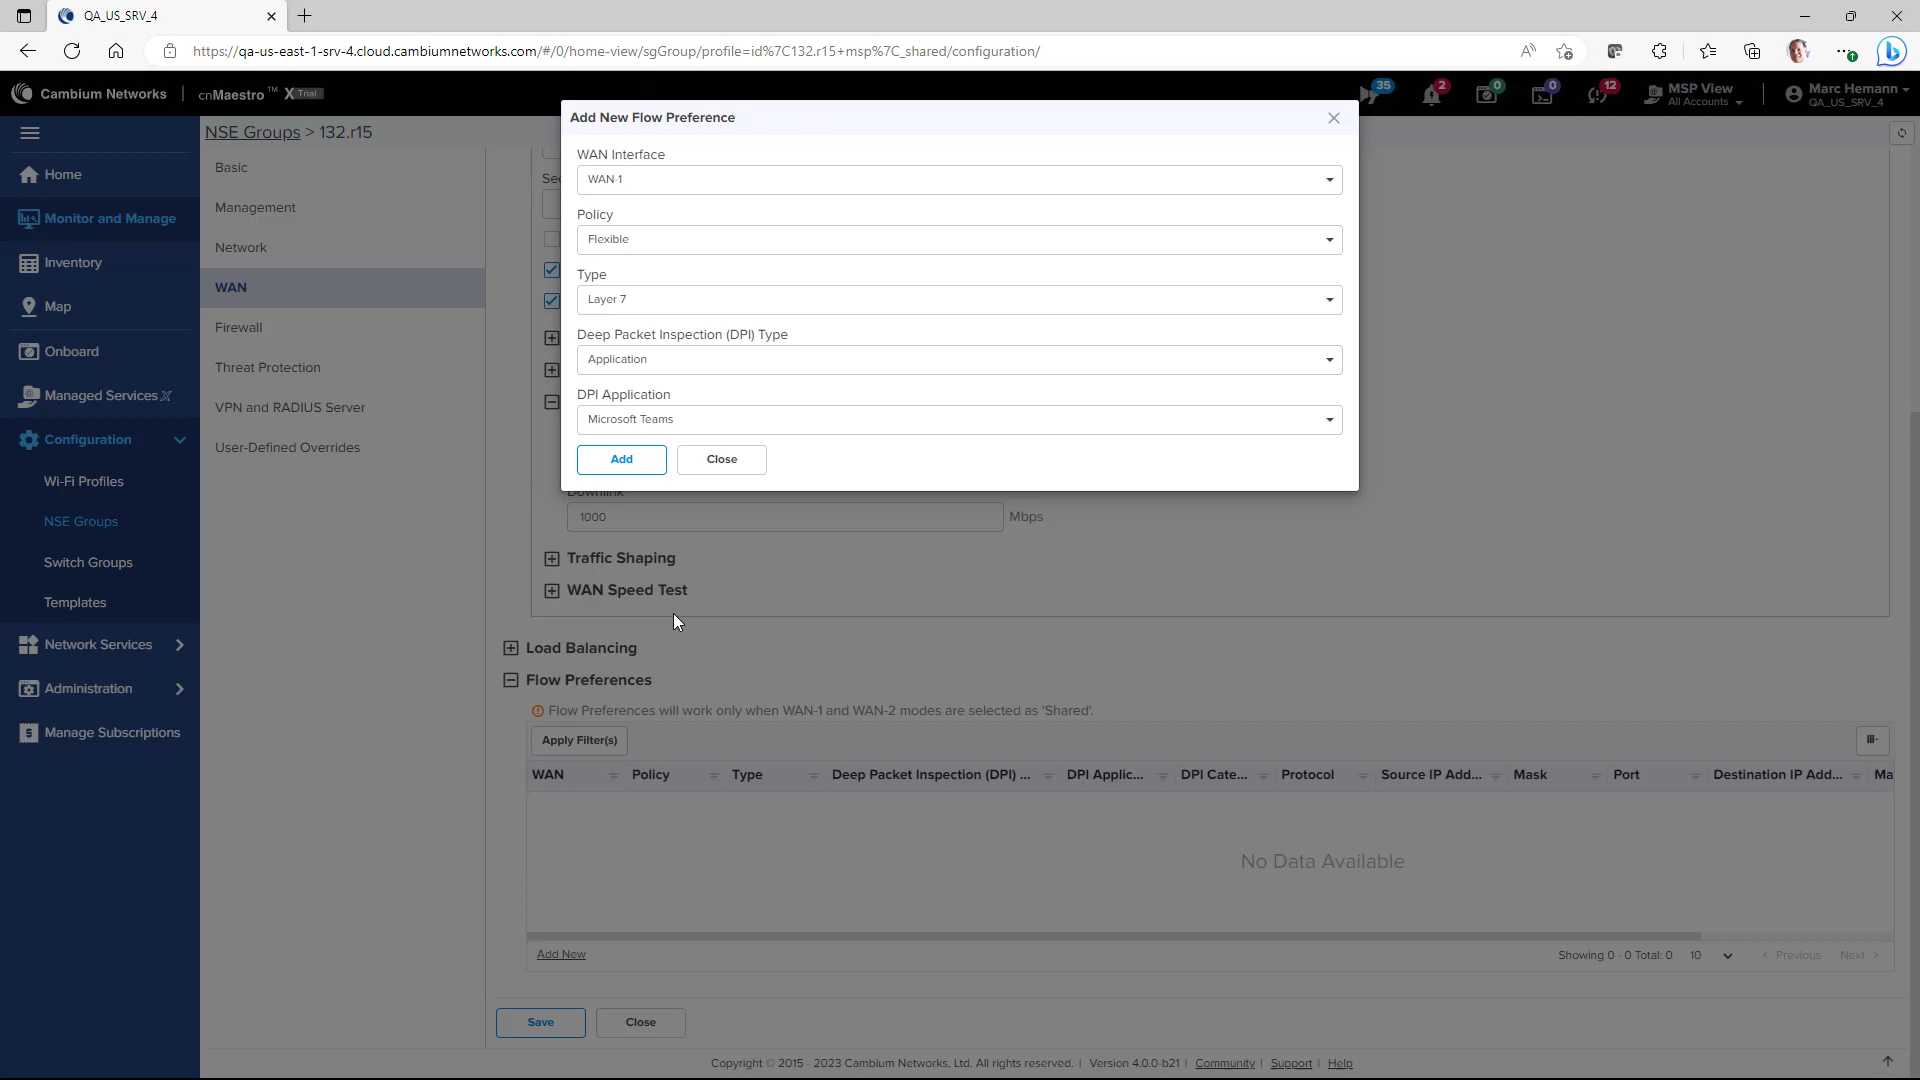 QA_US_SRV_4
https://qa-us-east-1-srv-4.cloud.cambiumnetworks.com/#/0/home-view/sgGroup/profile=id%7C132.r15+msp%7C_shared/configuration/
Cambium Networks | cnMaestro™ X Trial
35 2 0 0 12
MSP View
All Accounts
Marc Hemann
QA_US_SRV_4
NSE Groups > 132.r15
Home
Monitor and Manage
Inventory
Map
Onboard
Managed Services X
Configuration
Wi-Fi Profiles
NSE Groups
Switch Groups
Templates
Network Services
Administration
Manage Subscriptions
Basic
Management
Network
WAN
Firewall
Threat Protection
VPN and RADIUS Server
User-Defined Overrides
Add New Flow Preference
WAN Interface
WAN-1
Policy
Flexible
Type
Layer 7
Deep Packet Inspection (DPI) Type
Application
DPI Application
Microsoft Teams
Add Close
Downlink
1000 Mbps
Traffic Shaping
WAN Speed Test
Load Balancing
Flow Preferences
Flow Preferences will work only when WAN-1 and WAN-2 modes are selected as 'Shared'.
Apply Filter(s)
WAN Policy Type Deep Packet Inspection (DPI) ... DPI Applic... DPI Cate... Protocol Source IP Add... Mask Port Destination IP Add... Ma
No Data Available
Add New
Showing 0 - 0 Total: 0 10 < Previous Next >
Save Close
Copyright © 2015 - 2023 Cambium Networks, Ltd. All rights reserved. | Version 4.0.0-b21 | Community | Support | Help